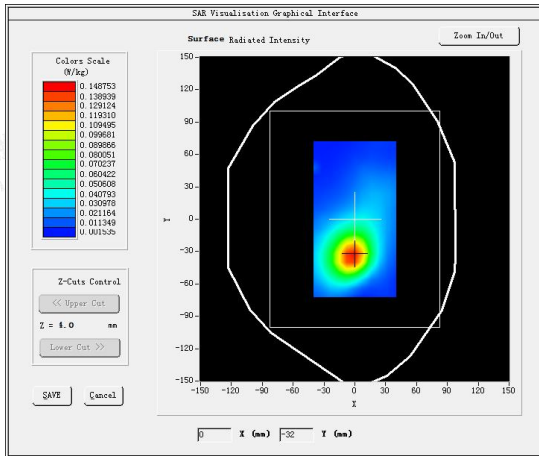 SAR Visualisation Graphical Interface
Surface Radiated Intensity
Zoom In/Out
Colors Scale
(W/kg)
0.148753
0.138939
0.129124
0.119310
0.109495
0.099681
0.089866
0.080051
0.070237
0.060422
0.050608
0.040793
0.030978
0.021164
0.011349
0.001535
Z-Cuts Control
<< Upper Cut
Z = mm
Lower Cut >>
SAVE
Cancel
150
120
90
60
30
0
-30
-60
-90
-120
-150
Y
-150 -120 -90 -60 -30 0 30 60 90 120 150
X
0 X (mm) -32 Y (mm)